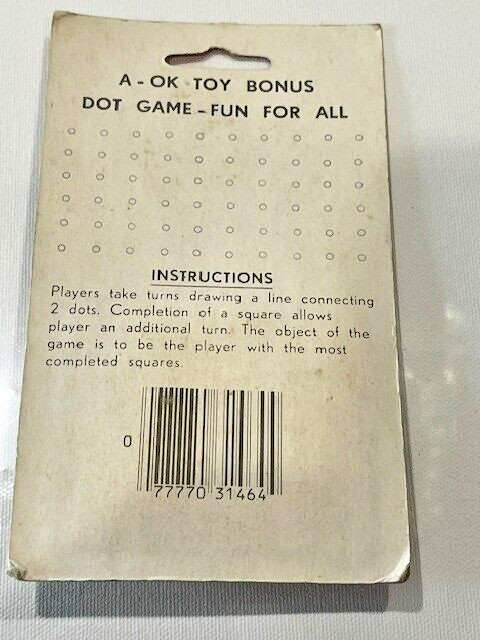 A-OK TOY BONUS
DOT GAME-FUN FOR ALL
INSTRUCTIONS
Players take turns drawing a line connecting
2 dots. Completion of a square allows
player an additional turn. The object of the
game is to be the player with the most
completed squares.
0 77770 31464